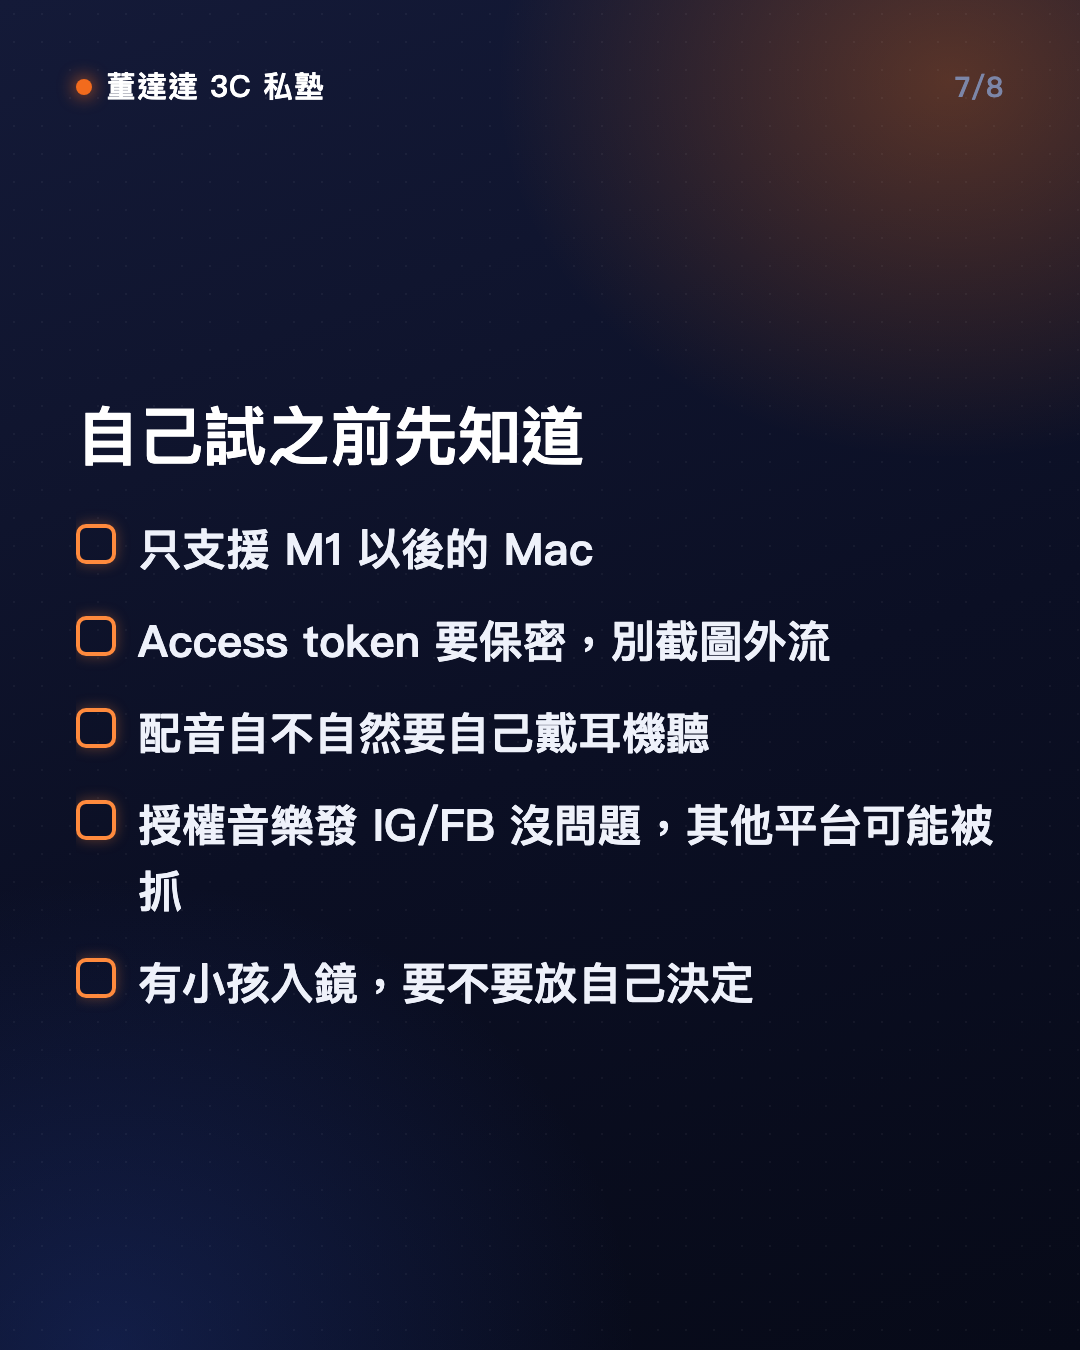 董達達 3C 私塾
7/8
自己試之前先知道
只支援 M1 以後的 Mac
Access token 要保密，別截圖外流
配音自不自然要自己戴耳機聽
授權音樂發 IG/FB 沒問題，其他平台可能被
抓
有小孩入鏡，要不要放自己決定